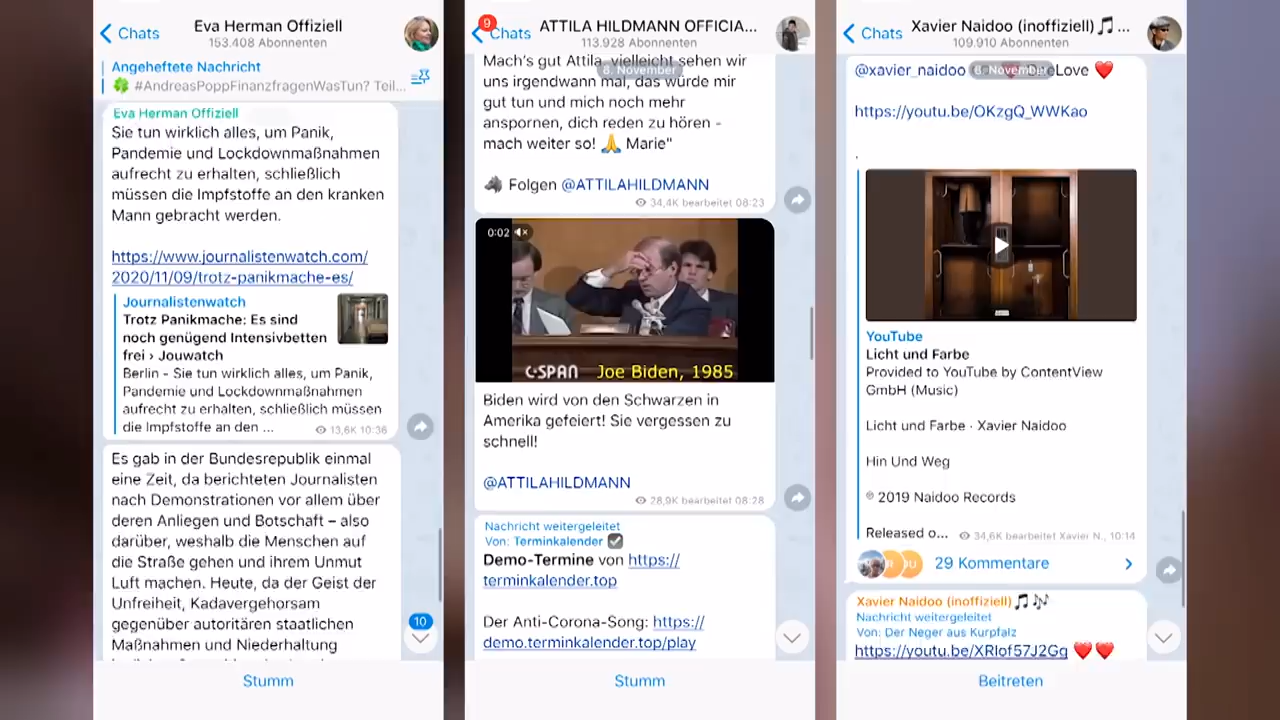 Chats
Eva Herman Offiziell
153.408 Abonnenten
Angeheftete Nachricht
🍀 #AndreasPoppFinanzfragenWasTun? Teil...
Eva Herman Offiziell
Sie tun wirklich alles, um Panik,
Pandemie und Lockdownmaßnahmen
aufrecht zu erhalten, schließlich
müssen die Impfstoffe an den kranken
Mann gebracht werden.
https://www.journalistenwatch.com/
2020/11/09/trotz-panikmache-es/
Journalistenwatch
Trotz Panikmache: Es sind
noch genügend Intensivbetten
frei › Jouwatch
Berlin - Sie tun wirklich alles, um Panik,
Pandemie und Lockdownmaßnahmen
aufrecht zu erhalten, schließlich müssen
die Impfstoffe an den ...
13,6K 10:36
Es gab in der Bundesrepublik einmal
eine Zeit, da berichteten Journalisten
nach Demonstrationen vor allem über
deren Anliegen und Botschaft – also
darüber, weshalb die Menschen auf
die Straße gehen und ihrem Unmut
Luft machen. Heute, da der Geist der
Unfreiheit, Kadavergehorsam
gegenüber autoritären staatlichen
Maßnahmen und Niederhaltung
10
Stumm
9
Chats
ATTILA HILDMANN OFFICIA...
113.928 Abonnenten
Mach's gut Attila, vielleicht sehen wir
8. November
uns irgendwann mal, das würde mir
gut tun und mich noch mehr
anspornen, dich reden zu hören -
mach weiter so! 🙏 Marie"
🐺 Folgen @ATTILAHILDMANN
34,4K bearbeitet 08:23
0:02
C-SPAN Joe Biden, 1985
Biden wird von den Schwarzen in
Amerika gefeiert! Sie vergessen zu
schnell!
@ATTILAHILDMANN
28,9K bearbeitet 08:28
Nachricht weitergeleitet
Von: Terminkalender ☑
Demo-Termine von https://
terminkalender.top
Der Anti-Corona-Song: https://
demo.terminkalender.top/play
Stumm
Chats
Xavier Naidoo (inoffiziell)🎵 ...
109.910 Abonnenten
@xavier_naidoo Love ❤️
8. November
https://youtu.be/OKzgQ_WWKao
.
YouTube
Licht und Farbe
Provided to YouTube by ContentView
GmbH (Music)
Licht und Farbe · Xavier Naidoo
Hin Und Weg
℗ 2019 Naidoo Records
Released o...
34,6K bearbeitet Xavier N., 10:14
29 Kommentare
Xavier Naidoo (inoffiziell)🎵🎶
Nachricht weitergeleitet
Von: Der Neger aus Kurpfalz
https://youtu.be/XRIof57J2Gg ❤️❤️
Beitreten